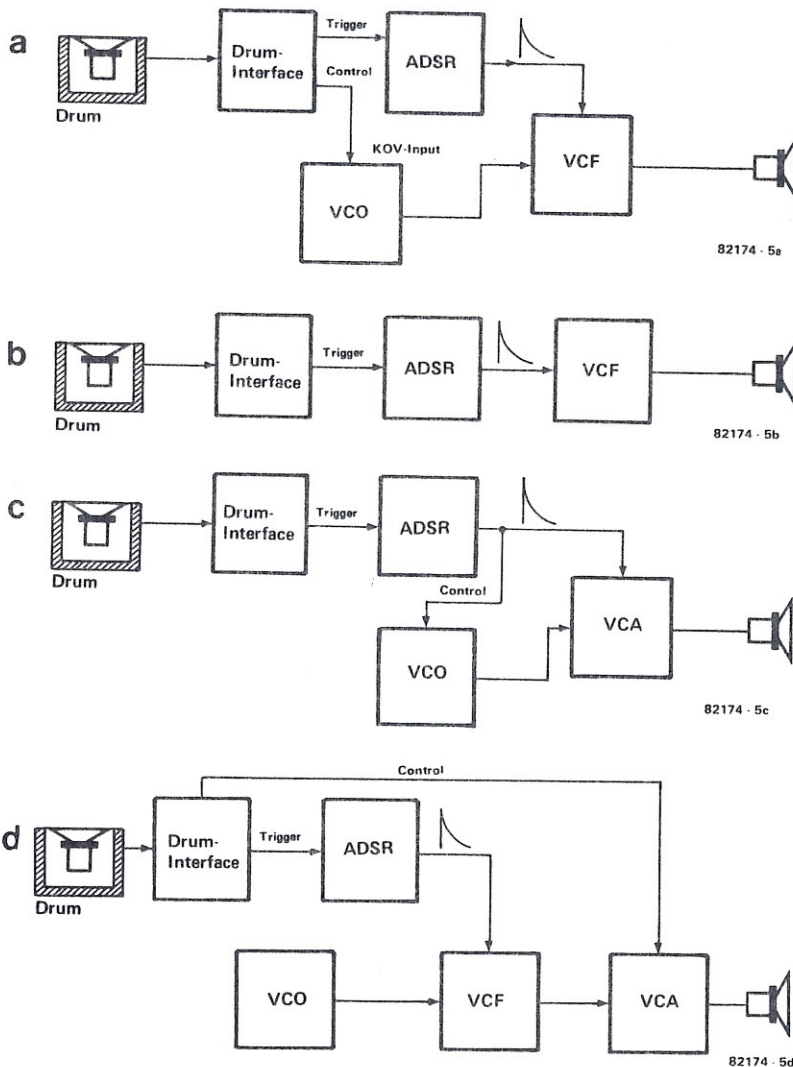 a
Drum
Drum-
Interface
Trigger
Control
ADSR
KOV-Input
VCO
VCF
82174 - 5a
b
Drum
Drum-
Interface
Trigger
ADSR
VCF
82174 - 5b
c
Drum
Drum-
Interface
Trigger
ADSR
Control
VCO
VCA
82174 - 5c
d
Control
Drum
Drum-
Interface
Trigger
ADSR
VCO
VCF
VCA
82174 - 5d